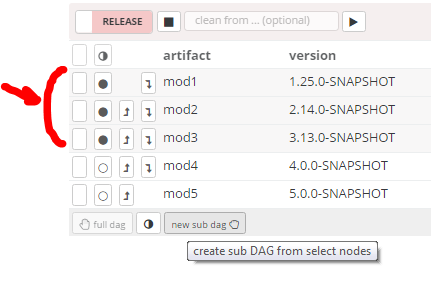 RELEASE clean from ... (optional)
artifact version
mod1 1.25.0-SNAPSHOT
mod2 2.14.0-SNAPSHOT
mod3 3.13.0-SNAPSHOT
mod4 4.0.0-SNAPSHOT
mod5 5.0.0-SNAPSHOT
full dag new sub dag
create sub DAG from select nodes